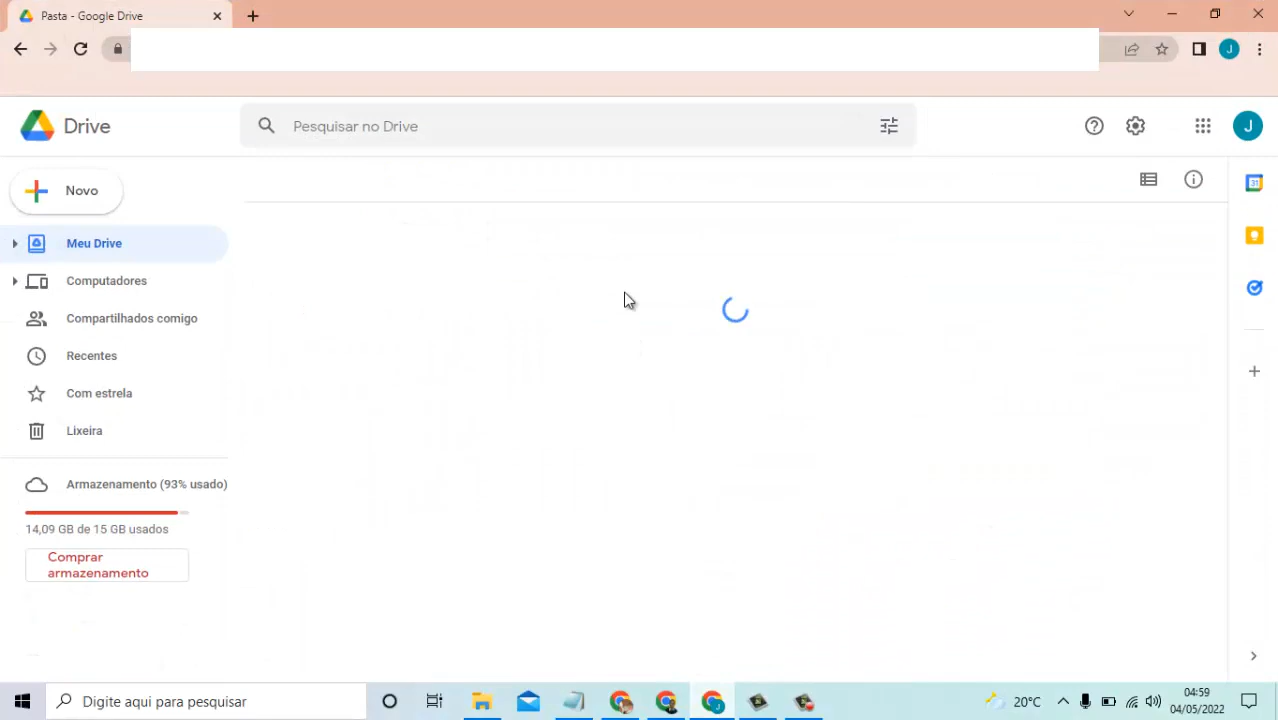 Pasta - Google Drive
J
Drive
Pesquisar no Drive
J
Novo
31
Meu Drive
Computadores
Compartilhados comigo
Recentes
Com estrela
Lixeira
Armazenamento (93% usado)
14,09 GB de 15 GB usados
Comprar
armazenamento
Digite aqui para pesquisar
J
20°C
04:59
04/05/2022